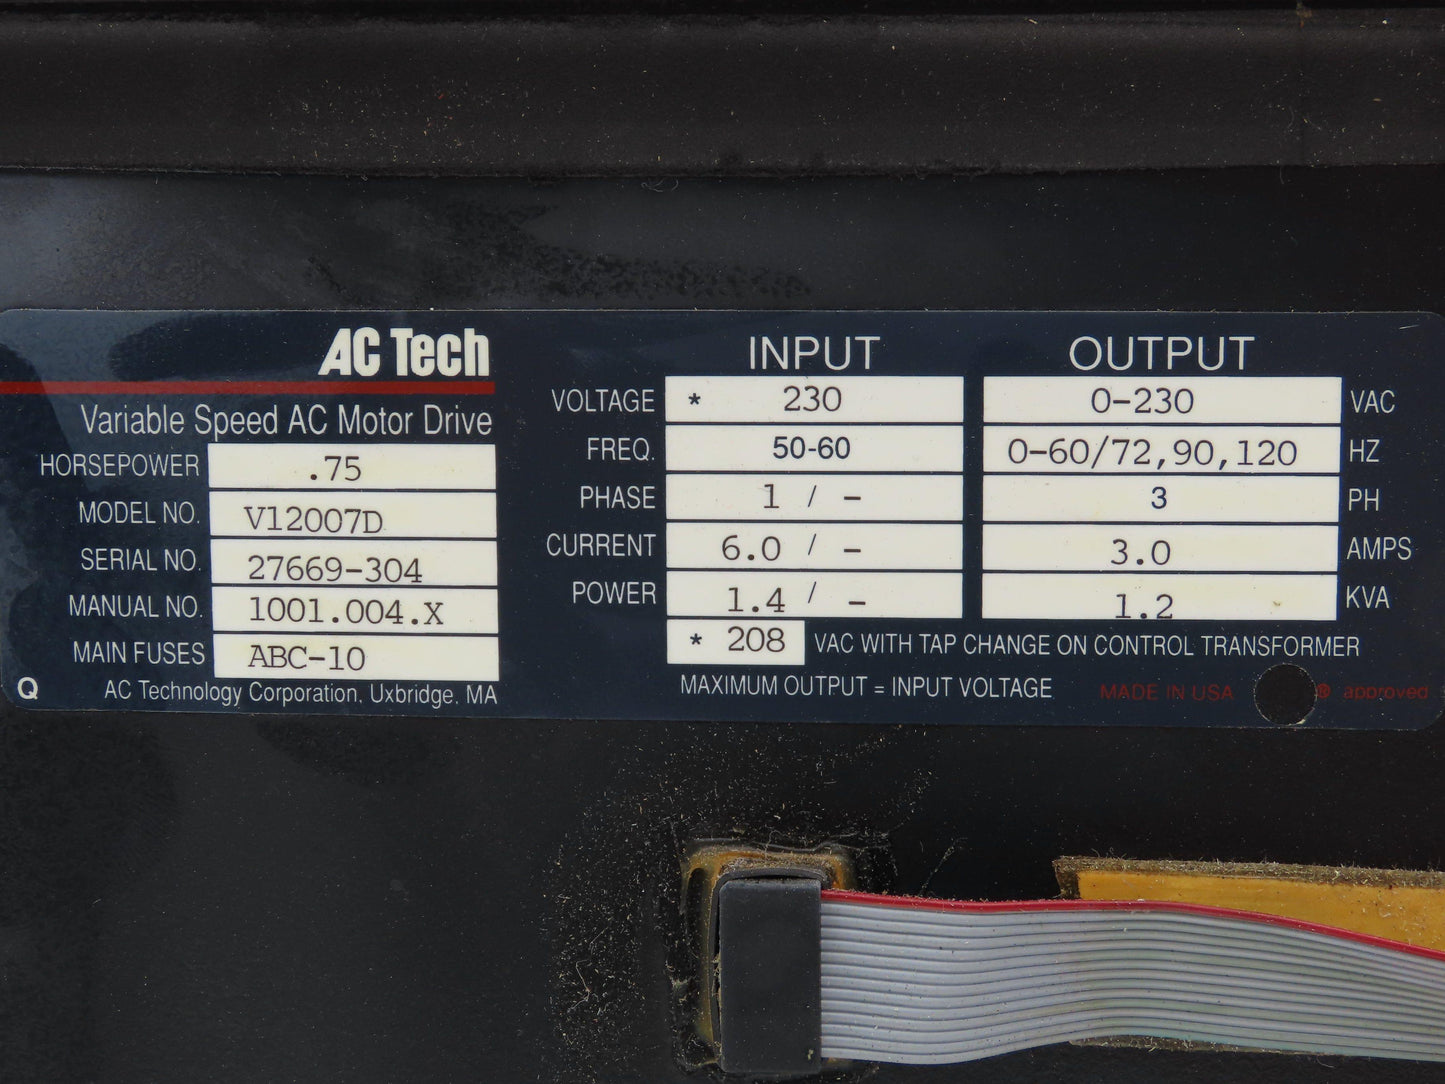 AC Tech
Variable Speed AC Motor Drive
HORSEPOWER .75
MODEL NO. V12007D
SERIAL NO. 27669-304
MANUAL NO. 1001.004.X
MAIN FUSES ABC-10
Q AC Technology Corporation, Uxbridge, MA
INPUT OUTPUT
VOLTAGE * 230 0-230 VAC
FREQ. 50-60 0-60/72,90,120 HZ
PHASE 1 / - 3 PH
CURRENT 6.0 / - 3.0 AMPS
POWER 1.4 / - 1.2 KVA
* 208 VAC WITH TAP CHANGE ON CONTROL TRANSFORMER
MAXIMUM OUTPUT = INPUT VOLTAGE MADE IN USA ® approved